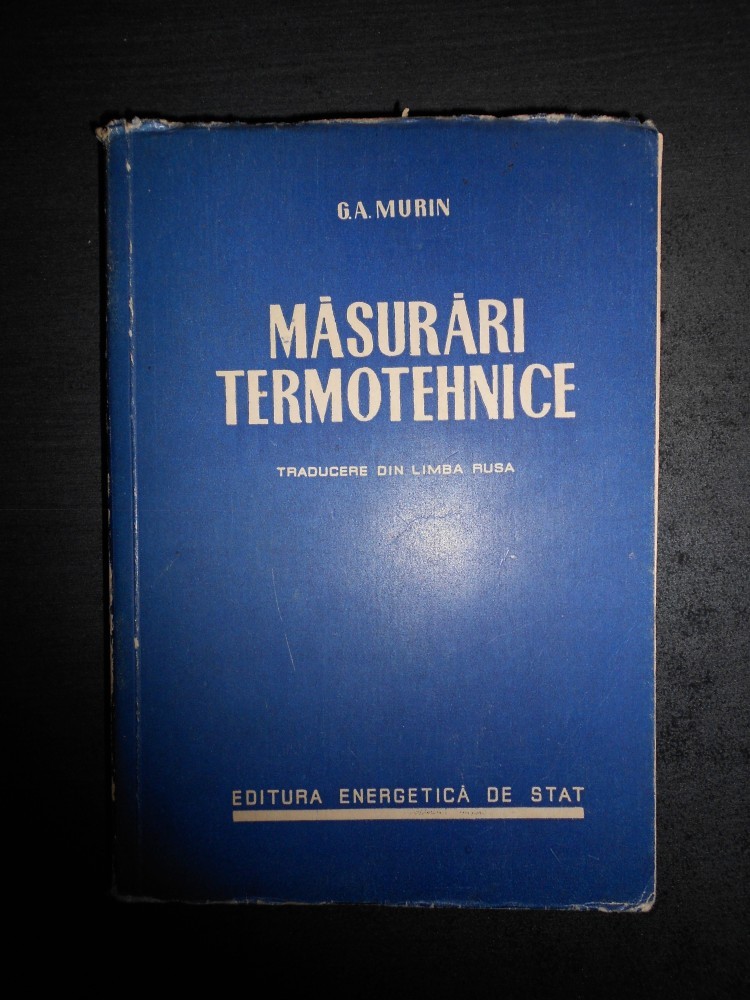 G.A. MURIN
MĂSURĂRI
TERMOTEHNICE
TRADUCERE DIN LIMBA RUSA
EDITURA ENERGETICĂ DE STAT